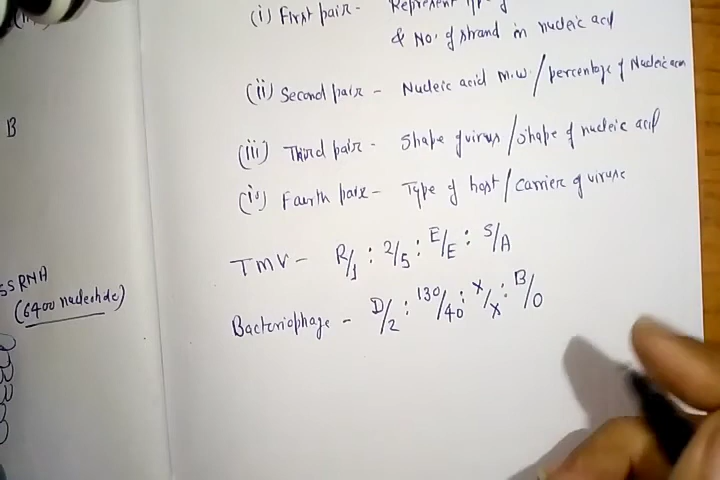 B
SSRNA
(6400 nucleotide)
(i) First pair - Represent
& No. of strand in nucleic acid
(ii) Second pair - Nucleic acid M.W/percentage of Nucleic acid
(iii) Third pair - Shape of virus/shape of nucleic acid
(iv) Fourth pair - Type of host/carrier of viruse
TMV - R/1 : 2/5 : E/E : S/A
Bacteriophage - D/2 : 130/40 : X/X : B/O